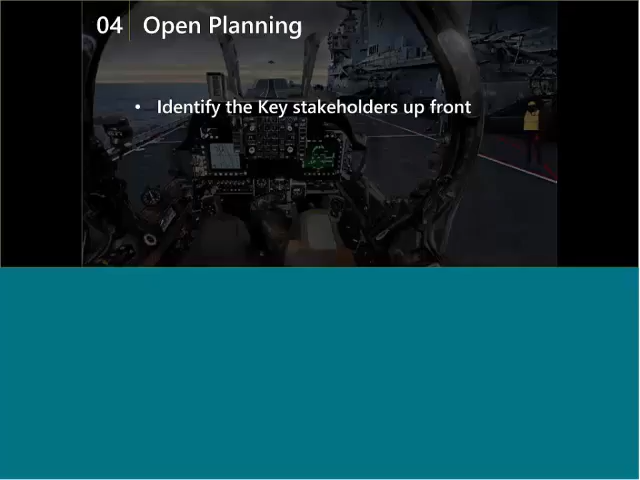 04 Open Planning
• Identify the Key stakeholders up front